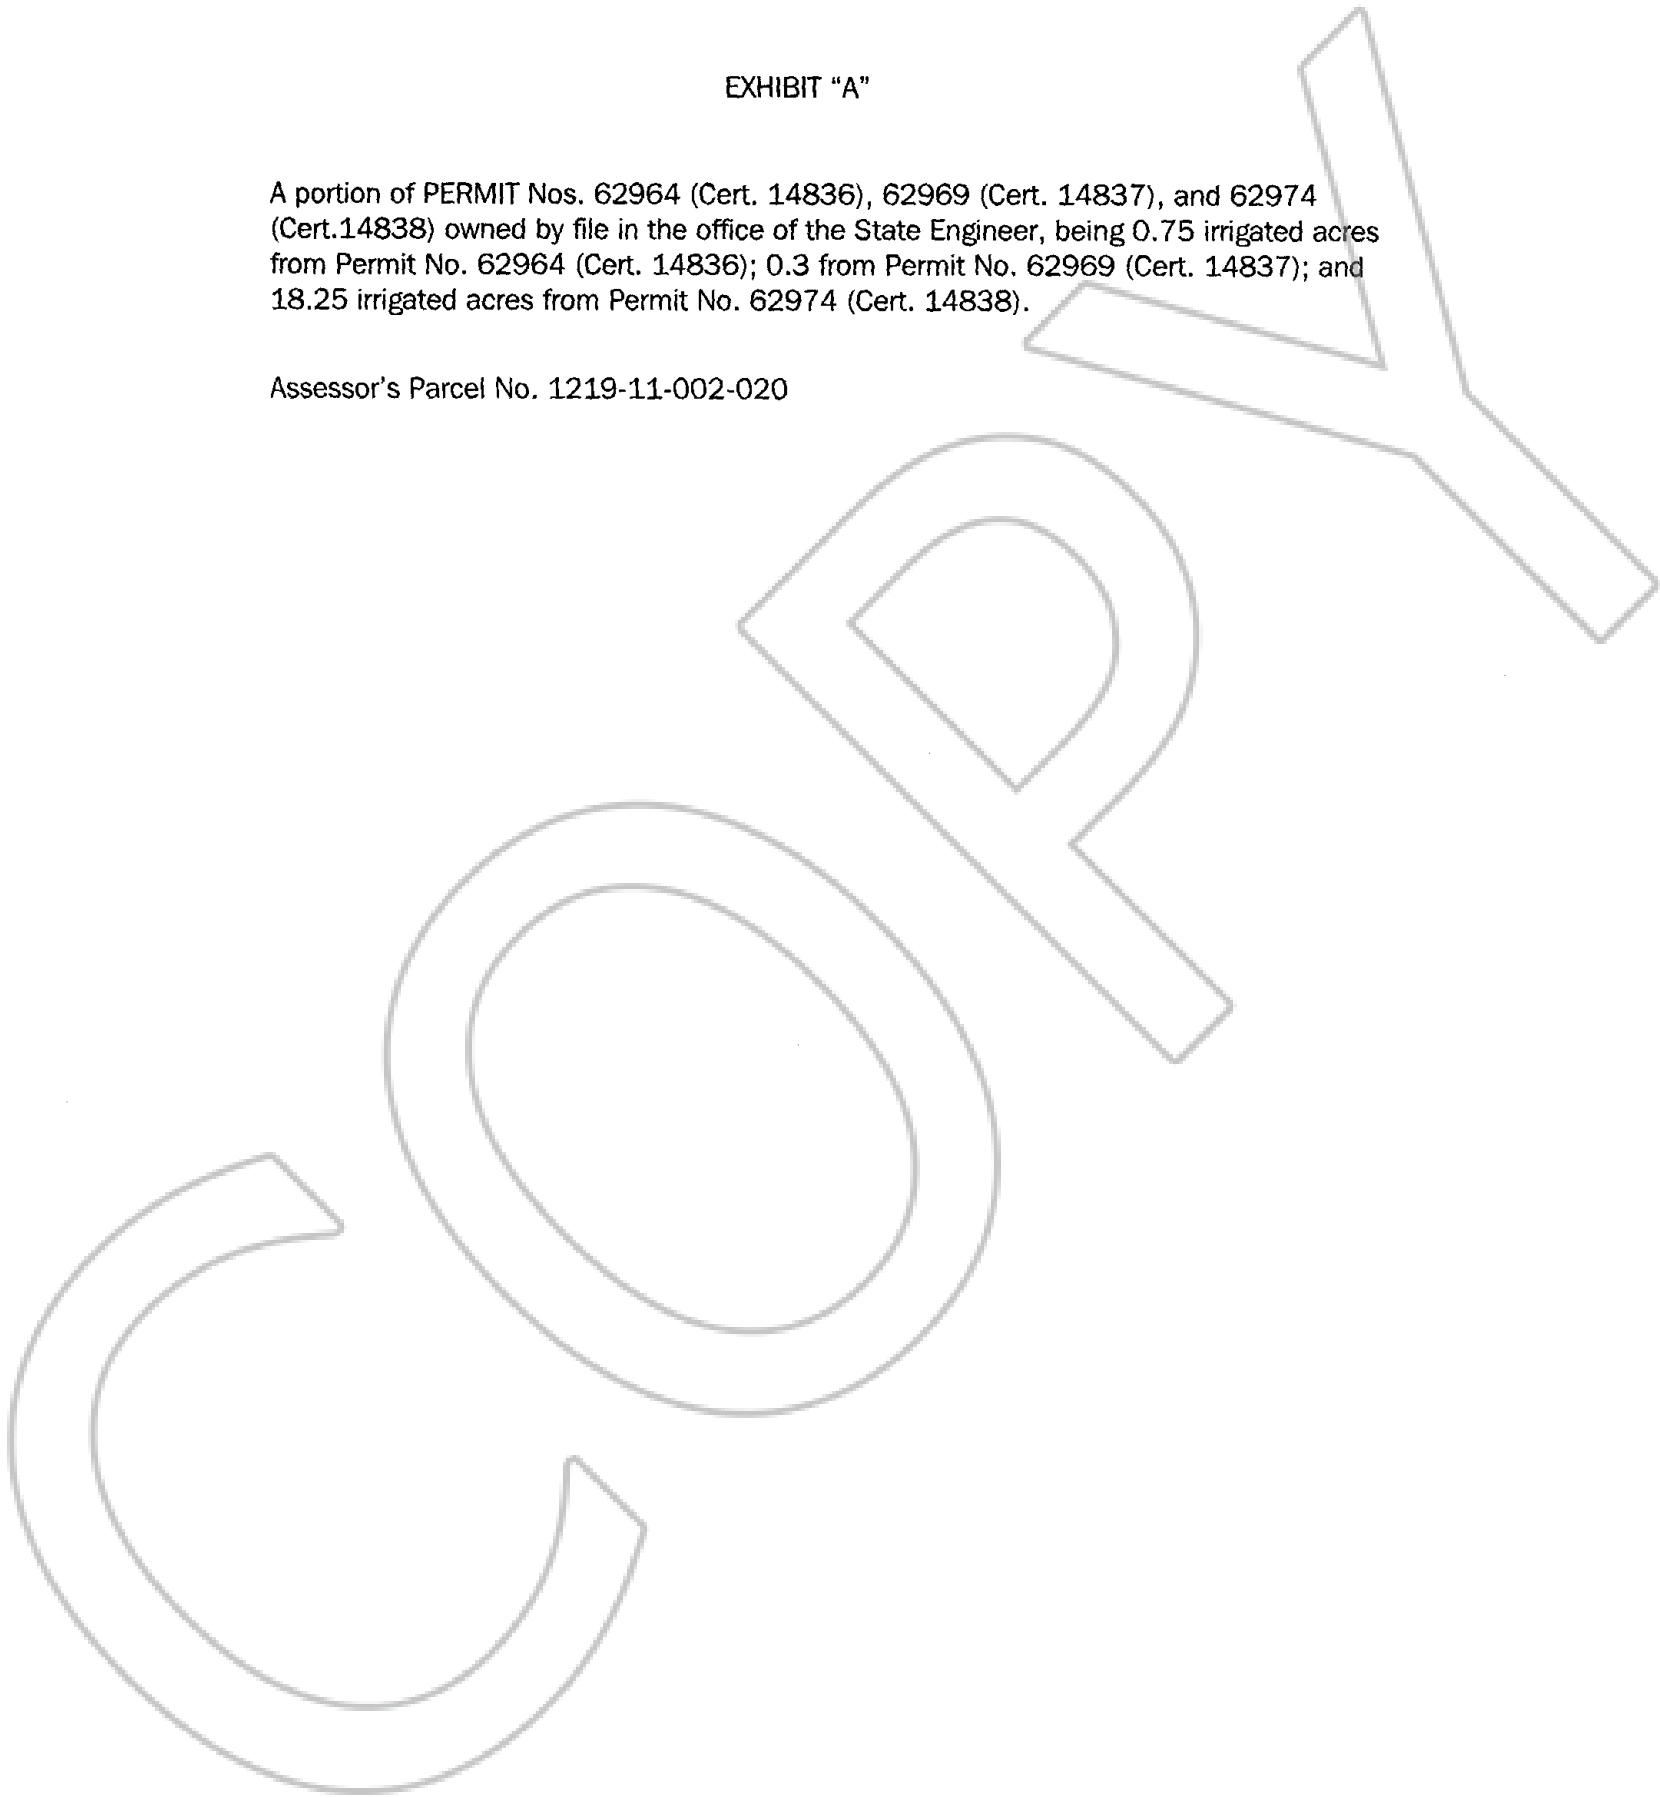 EXHIBIT “A”
A portion of PERMIT Nos. 62964 (Cert. 14836), 62969 (Cert. 14837), and 62974
(Cert.14838) owned by file in the office of the State Engineer, being 0.75 irrigated acres
from Permit No. 62964 (Cert. 14836); 0.3 from Permit No. 62969 (Cert. 14837); and
18.25 irrigated acres from Permit No. 62974 (Cert. 14838).
Assessor’s Parcel No. 1219-11-002-020
COPY